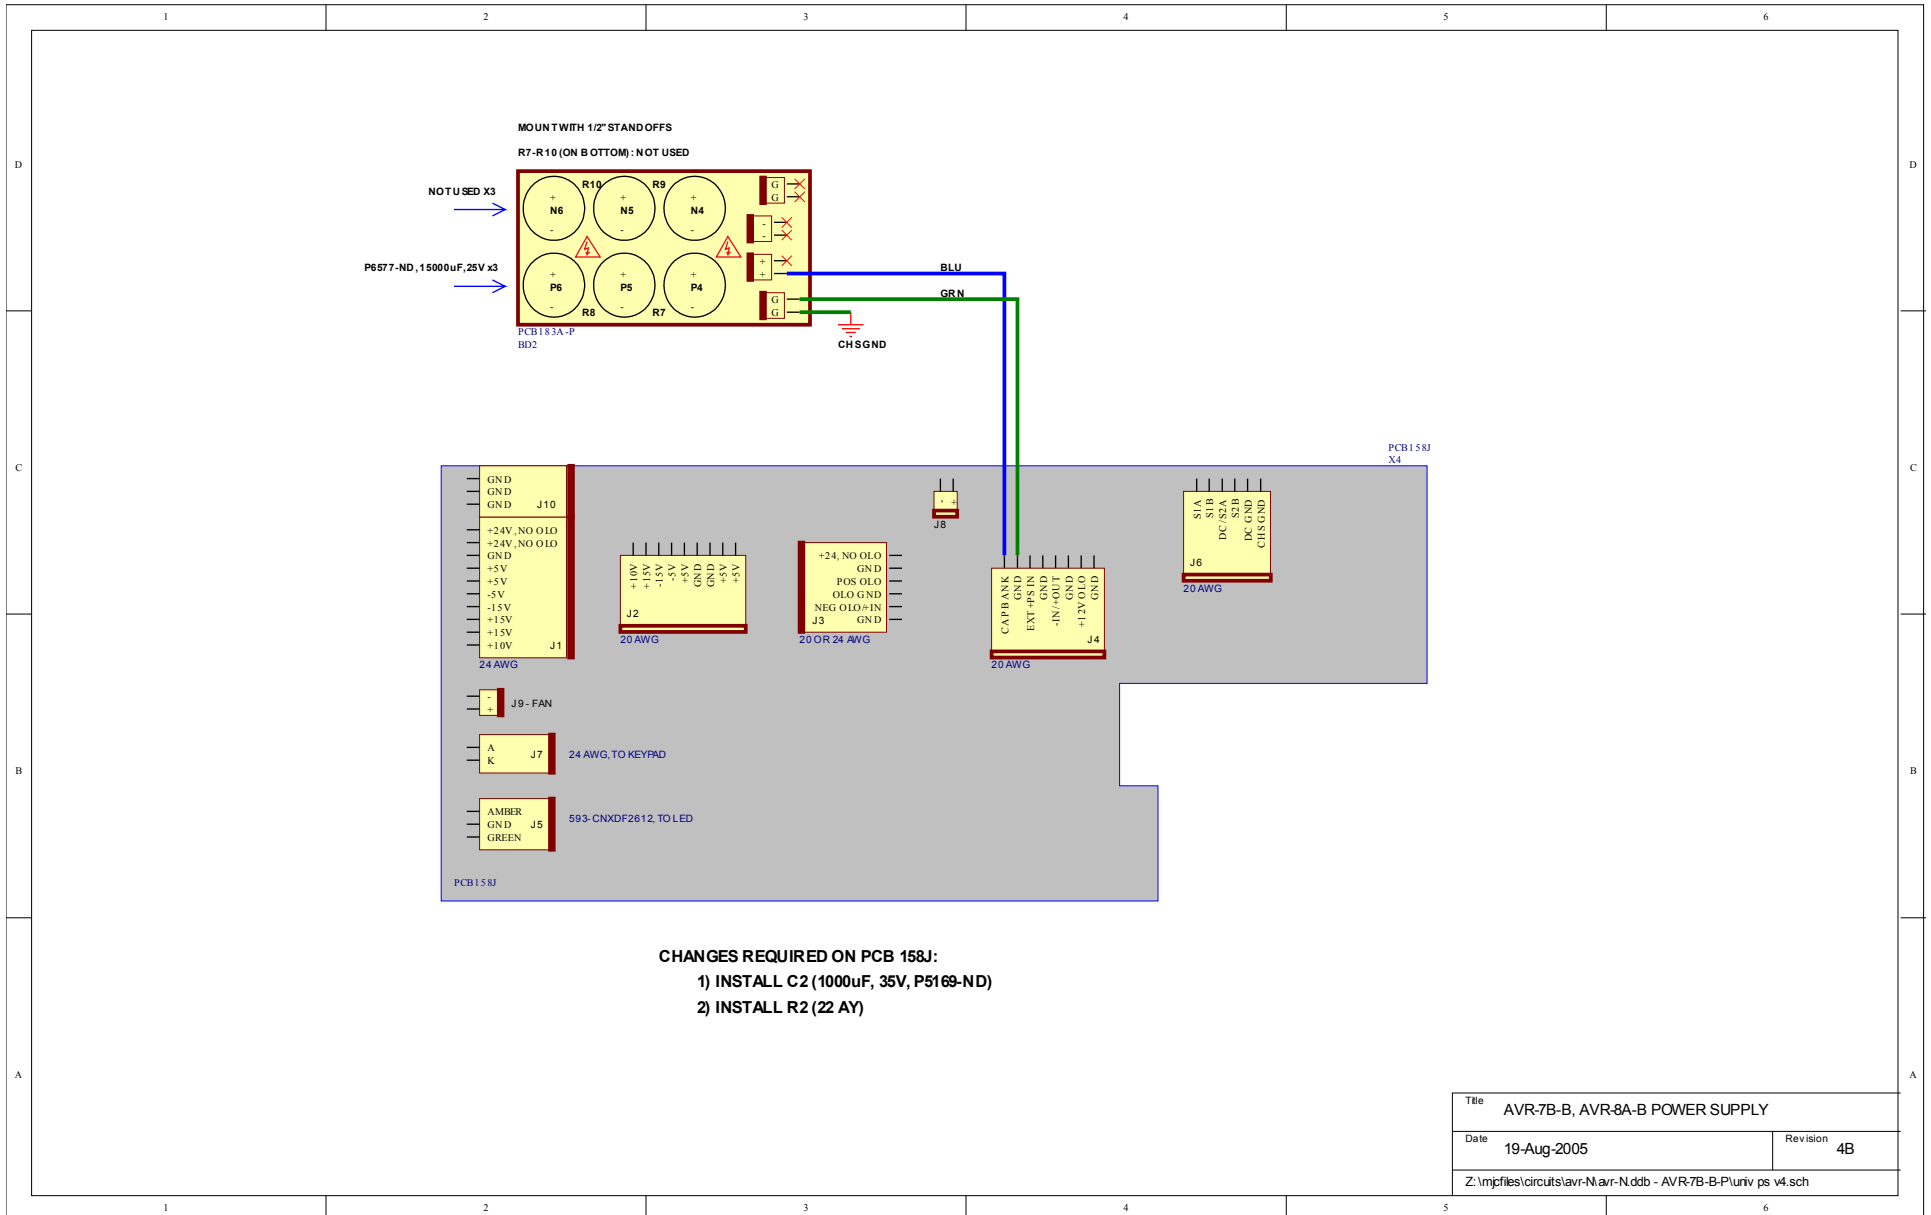 1 2 3 4 5 6
MOUNT WITH 1/2" STANDOFFS
R7-R10 (ON BOTTOM): NOT USED
D D
NOT USED X3
R10 R9
+ + +
N6 N5 N4
- - -
G
G
-
-
P6577-ND, 15000uF, 25V x3
+ + +
P6 P5 P4
- - -
R8 R7
+
+
G
G
BLU
GRN
PCB183A-P
BD2
CHSGND
PCB158J
X4
C C
GND
GND
GND J10
+24V, NO OLO
+24V, NO OLO
GND
+5V
+5V
-5V
-15V
+15V
+15V
+10V J1
24 AWG
+10V
+15V
-15V
-5V
+5V
GND
GND
+5V
+5V
J2
20 AWG
+24, NO OLO
GND
POS OLO
OLO GND
NEG OLO/+IN
J3 GND
20 OR 24 AWG
- +
J8
CAP BANK
GND
EXT +PS IN
GND
-IN/+OUT
GND
+12V OLO
GND
J4
20 AWG
S1A
S1B
DC/S2A
S2B
DC GND
CHS GND
J6
20 AWG
-
+
J9 - FAN
A
K
J7
24 AWG, TO KEYPAD
B B
AMBER
GND
GREEN
J5
593-CNXDF2612, TO LED
PCB158J
CHANGES REQUIRED ON PCB 158J:
1) INSTALL C2 (1000uF, 35V, P5169-ND)
2) INSTALL R2 (22 AY)
A A
Title AVR-7B-B, AVR-8A-B POWER SUPPLY
Date 19-Aug-2005 Revision 4B
Z:\mjcfiles\circuits\avr-N\avr-N.ddb - AVR-7B-B-P\univ ps v4.sch
1 2 3 4 5 6